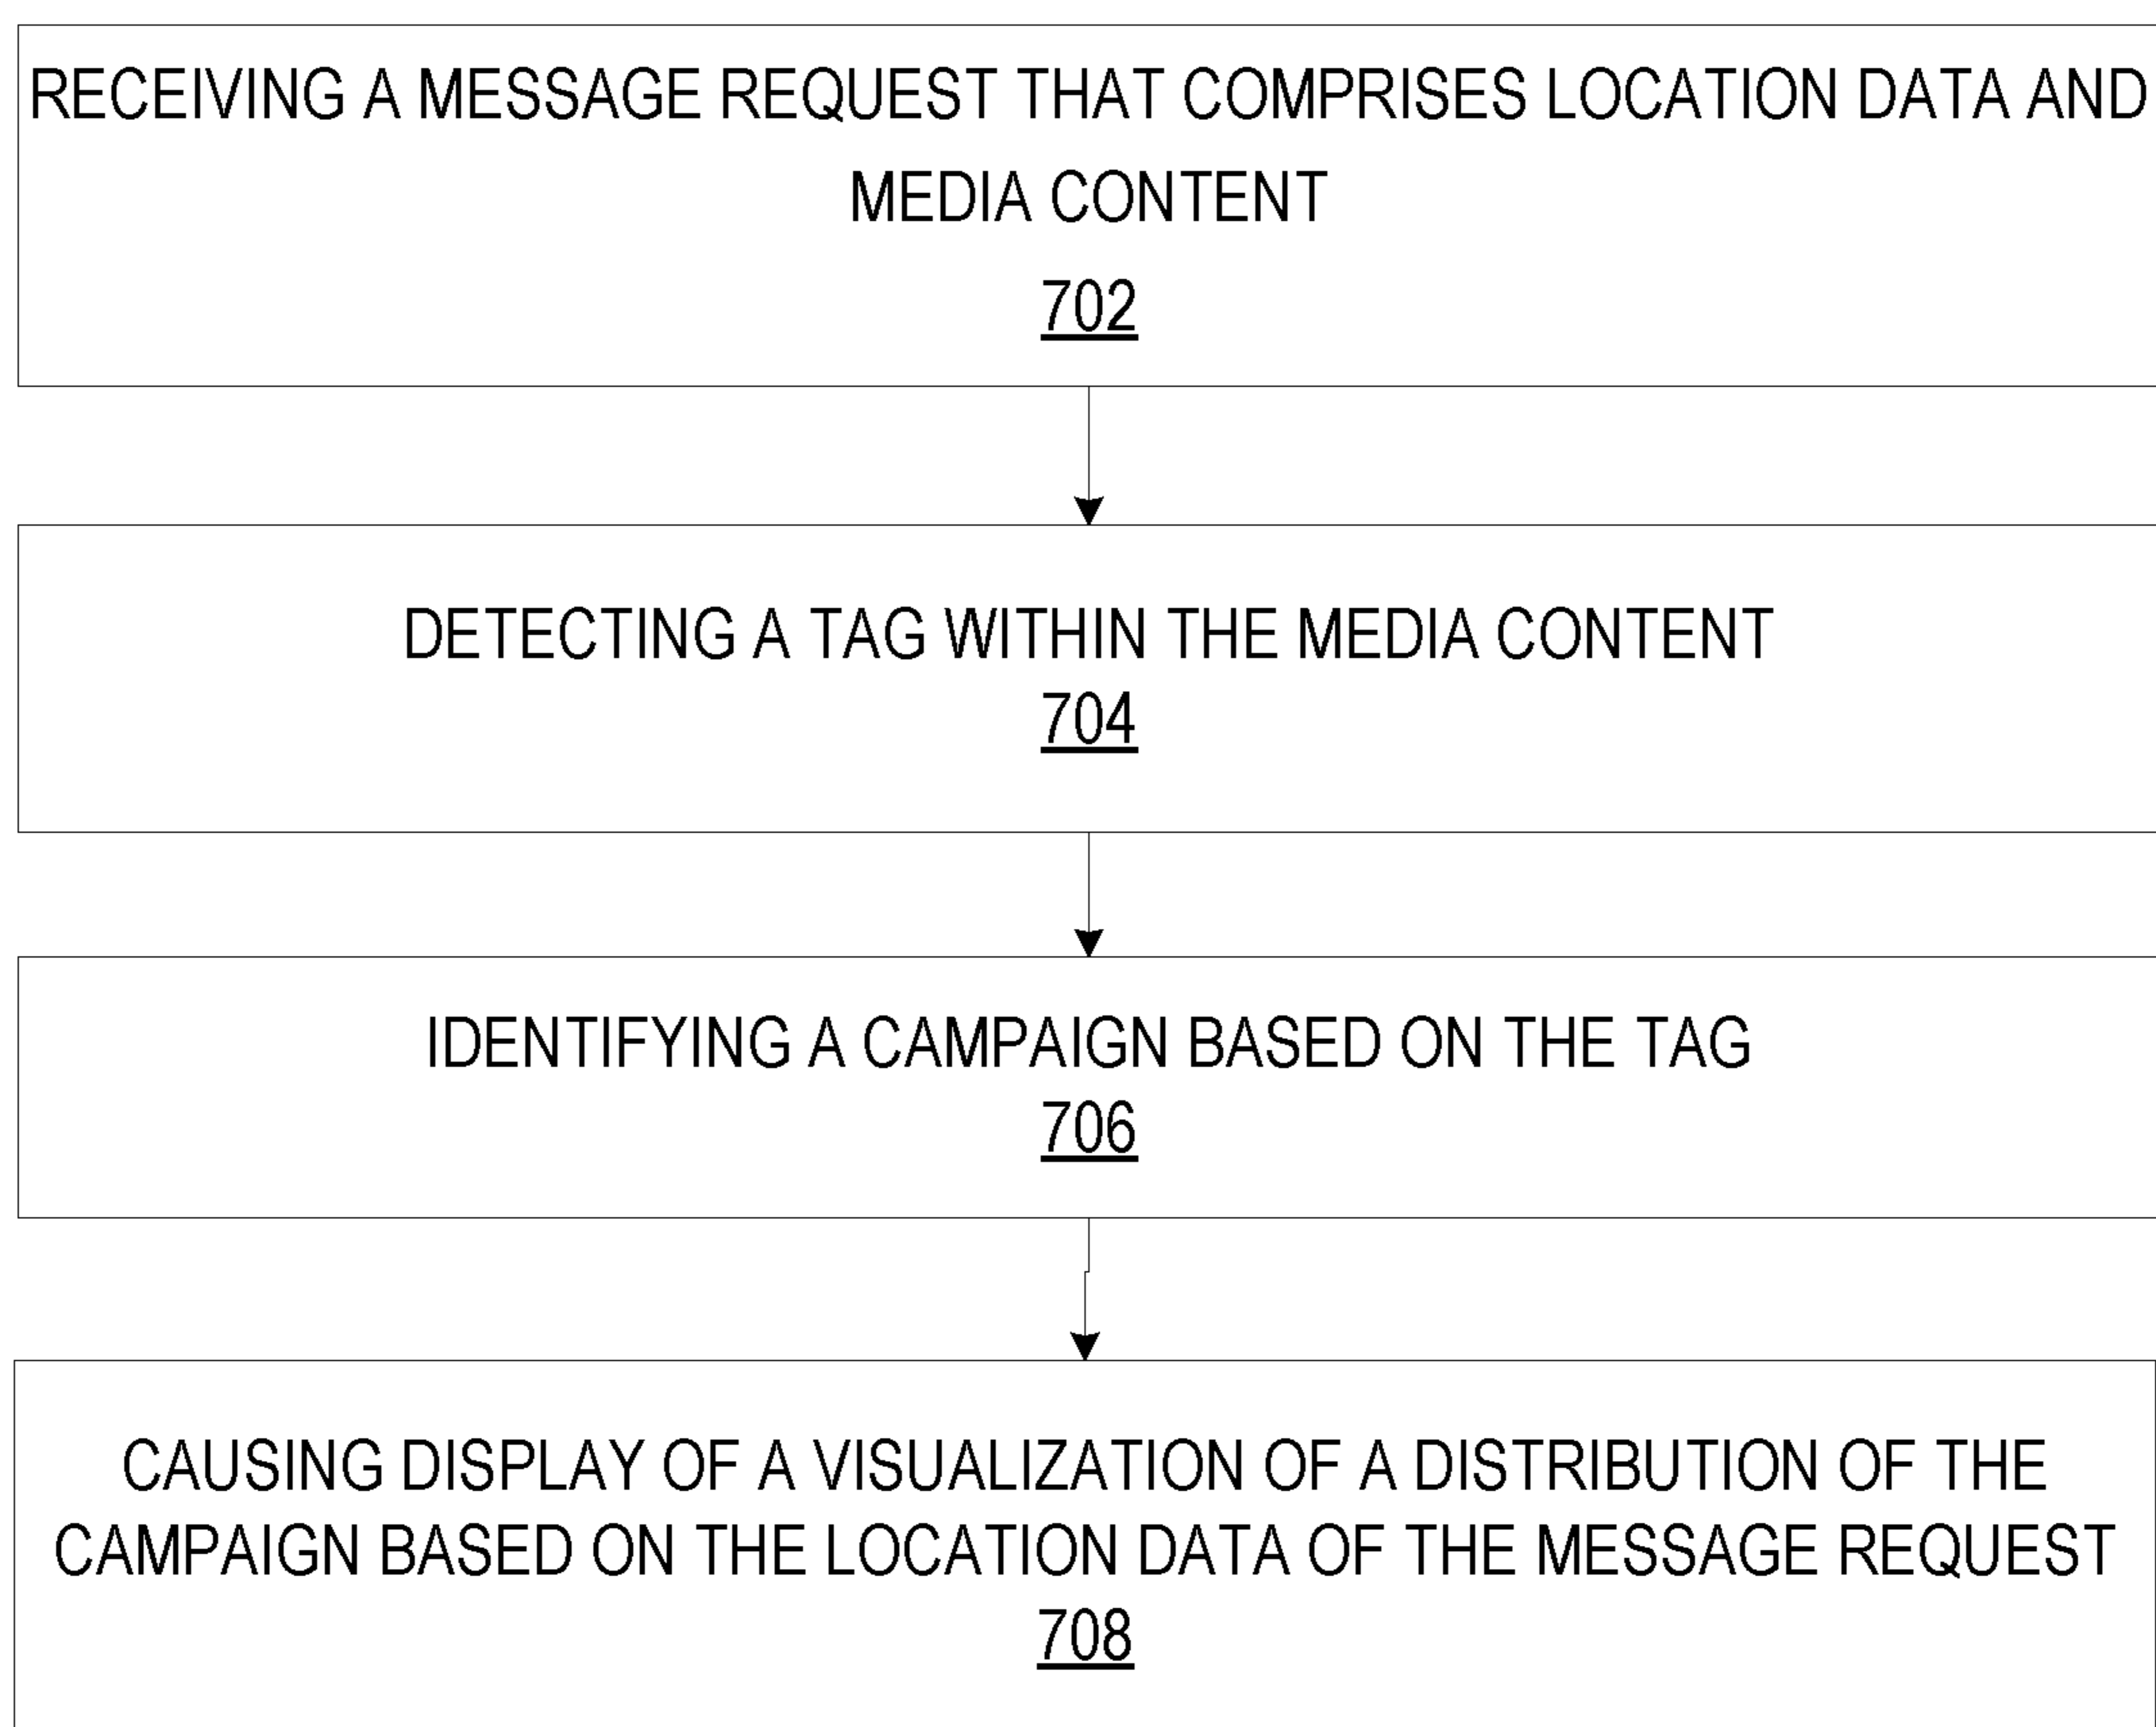 RECEIVING A MESSAGE REQUEST THAT COMPRISES LOCATION DATA AND
MEDIA CONTENT
702
DETECTING A TAG WITHIN THE MEDIA CONTENT
704
IDENTIFYING A CAMPAIGN BASED ON THE TAG
706
CAUSING DISPLAY OF A VISUALIZATION OF A DISTRIBUTION OF THE
CAMPAIGN BASED ON THE LOCATION DATA OF THE MESSAGE REQUEST
708